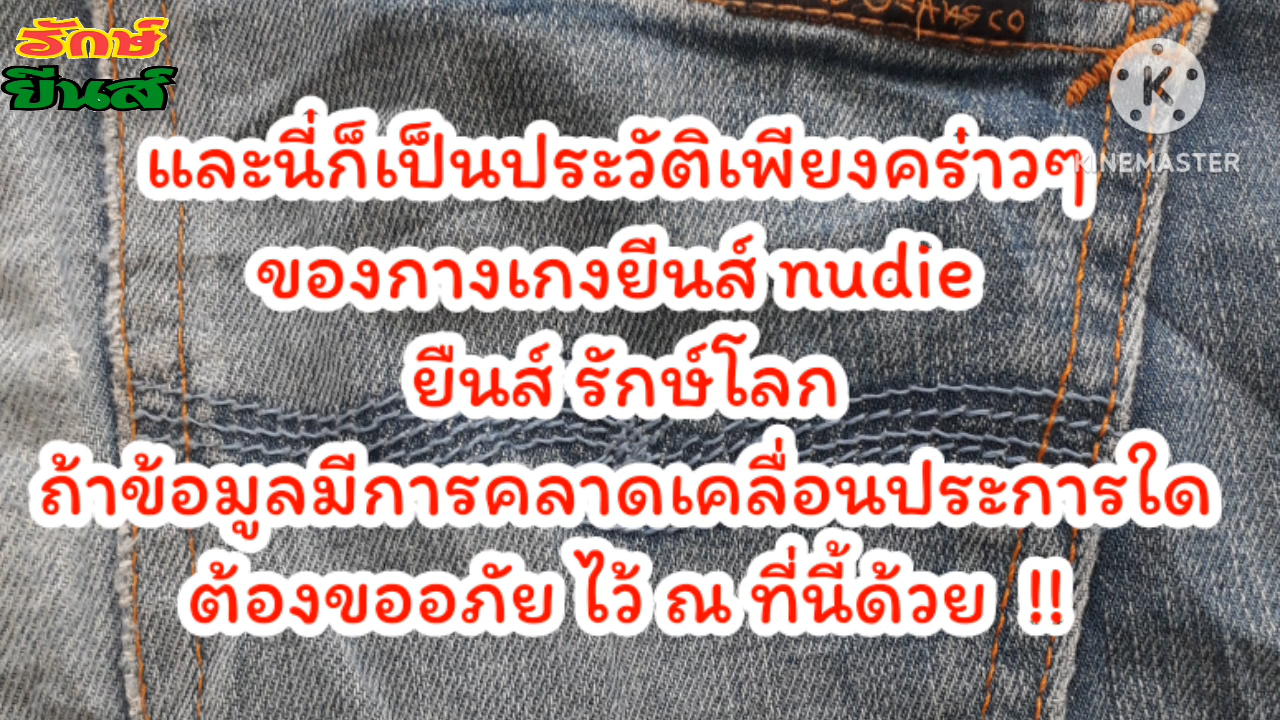 รักษ์
ยีนส์
KINEMASTER
และนี่ก็เป็นประวัติเพียงคร่าวๆ
ของกางเกงยีนส์ nudie
ยีนส์ รักษ์โลก
ถ้าข้อมูลมีการคลาดเคลื่อนประการใด
ต้องขออภัย ไว้ ณ ที่นี้ด้วย !!